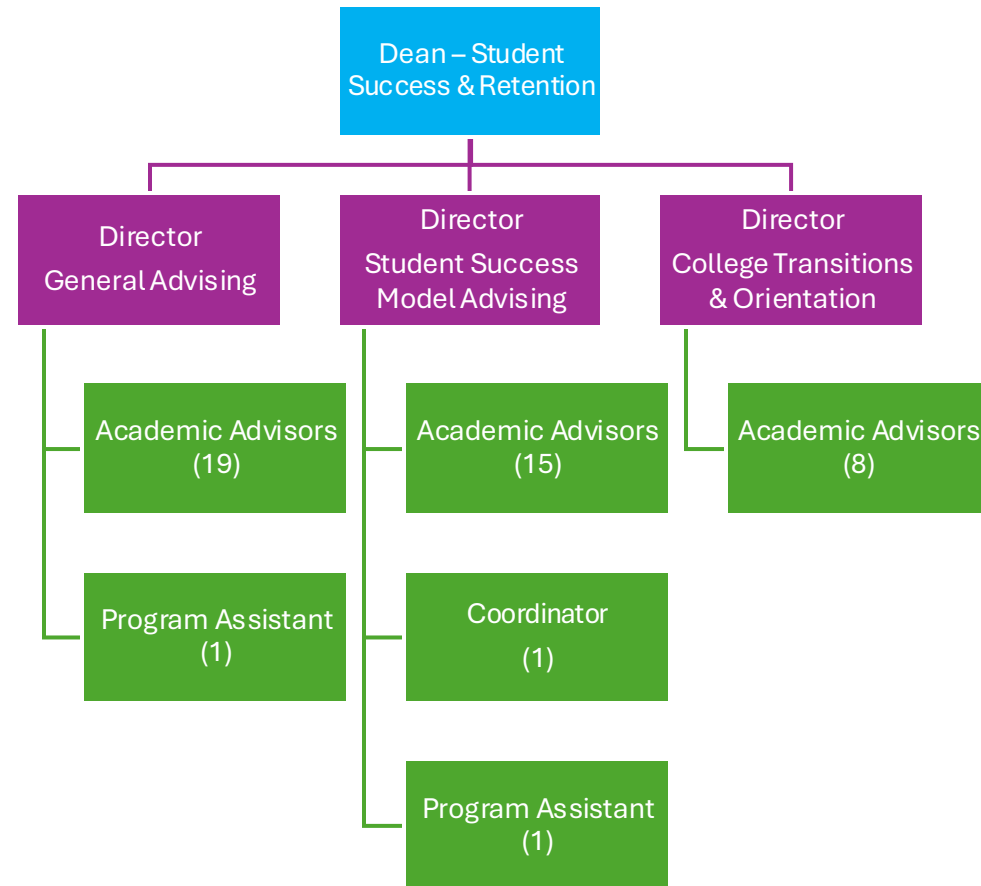 Dean – Student
Success & Retention
Director
General Advising
Director
Student Success
Model Advising
Director
College Transitions
& Orientation
Academic Advisors
(19)
Academic Advisors
(15)
Academic Advisors
(8)
Program Assistant
(1)
Coordinator
(1)
Program Assistant
(1)